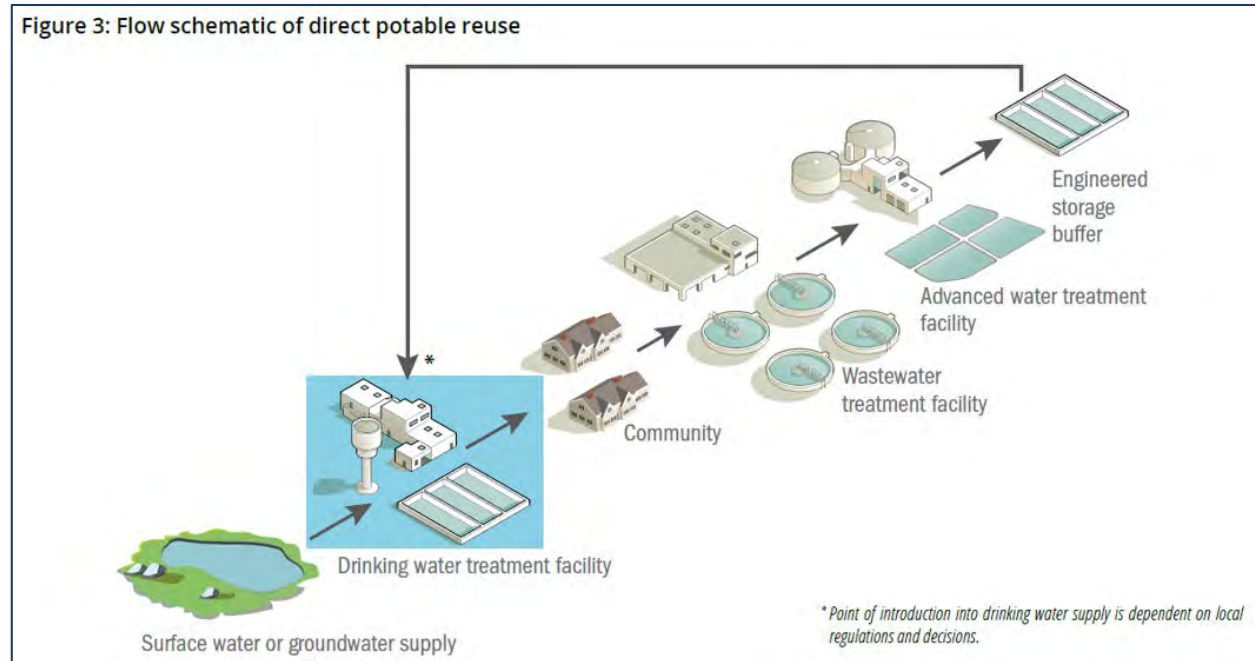 Figure 3: Flow schematic of direct potable reuse
Engineered
storage
buffer
Advanced water treatment
facility
Wastewater
treatment facility
Community
*
Drinking water treatment facility
Surface water or groundwater supply
* Point of introduction into drinking water supply is dependent on local
regulations and decisions.